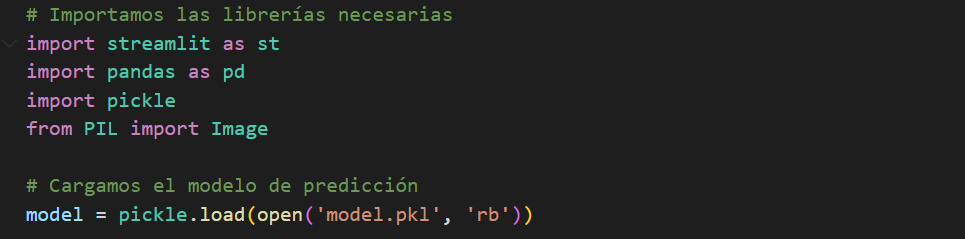 # Importamos las librerías necesarias
import streamlit as st
import pandas as pd
import pickle
from PIL import Image
# Cargamos el modelo de predicción
model = pickle.load(open('model.pkl', 'rb'))